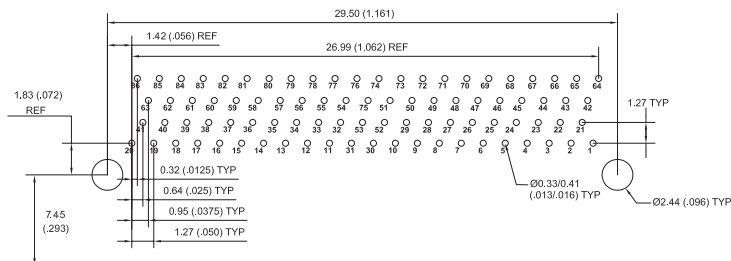 29.50 (1.161)
1.42 (.056) REF
26.99 (1.062) REF
86 85 84 83 82 81 80 79 78 77 76 74 73 72 71 70 69 68 67 66 65 64
1.83 (.072)
REF
63 62 61 60 59 58 57 56 55 54 75 51 50 49 48 47 46 45 44 43 42
1.27 TYP
41 40 39 38 37 36 35 34 33 32 53 52 29 28 27 26 25 24 23 22 21
20 19 18 17 16 15 14 13 12 11 31 30 10 9 8 7 6 5 4 3 2 1
0.32 (.0125) TYP
0.64 (.025) TYP
0.95 (.0375) TYP
1.27 (.050) TYP
Ø0.33/0.41
(.013/.016) TYP
Ø2.44 (.096) TYP
7.45
(.293)